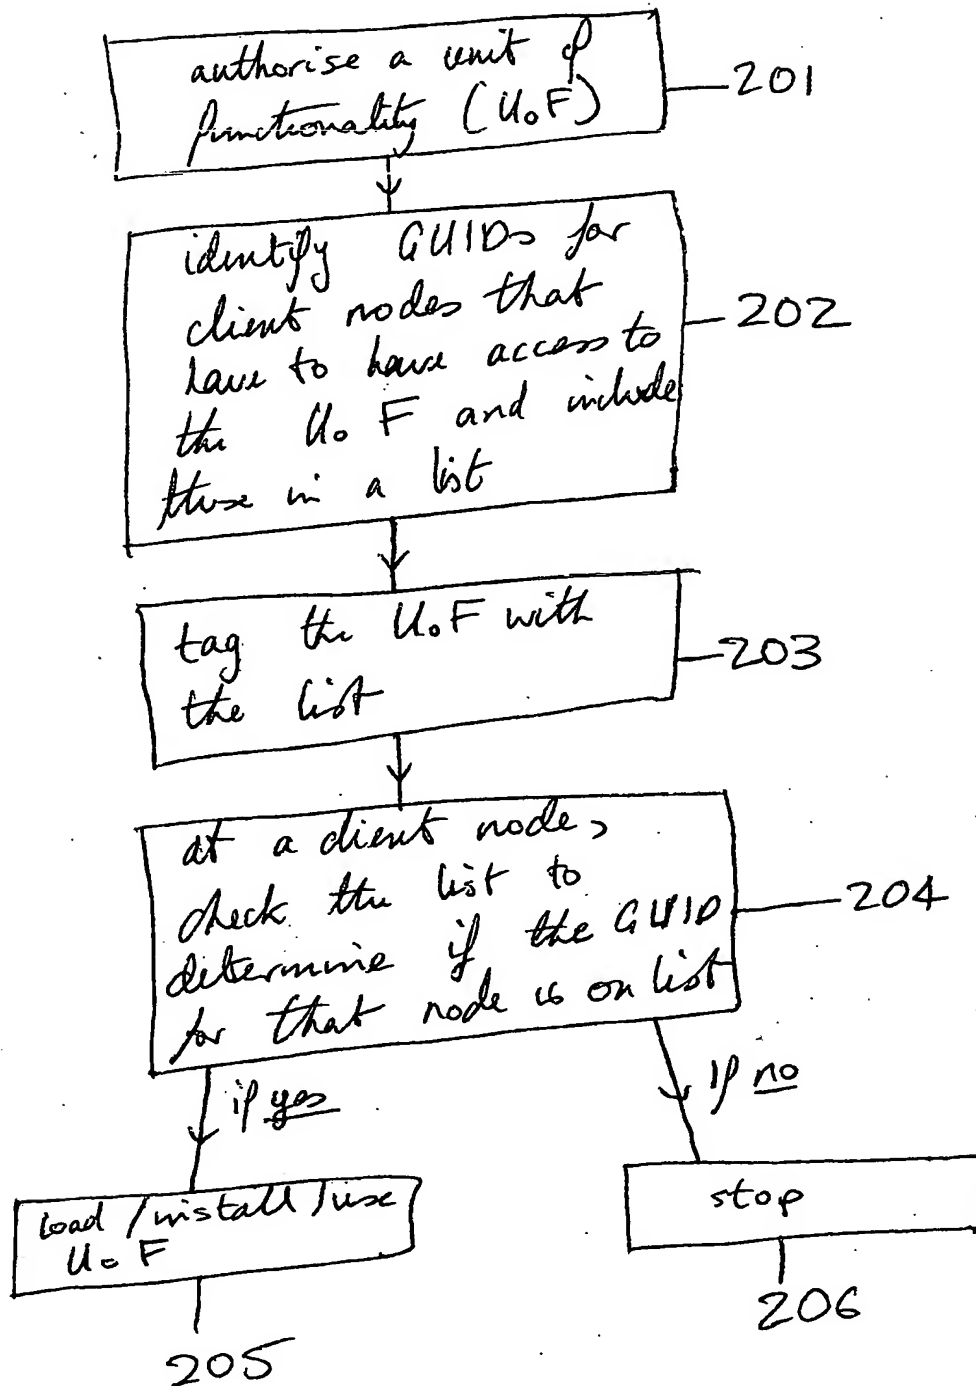 authorise a unit of
functionality (UoF)
201
identify GUIDs for
client nodes that
have to have access to
the UoF and include
these in a list
202
tag the UoF with
the list
203
at a client node,
check the list to
determine if the GUID
for that node is on list
204
if yes
if no
load/install/use
UoF
stop
205
206